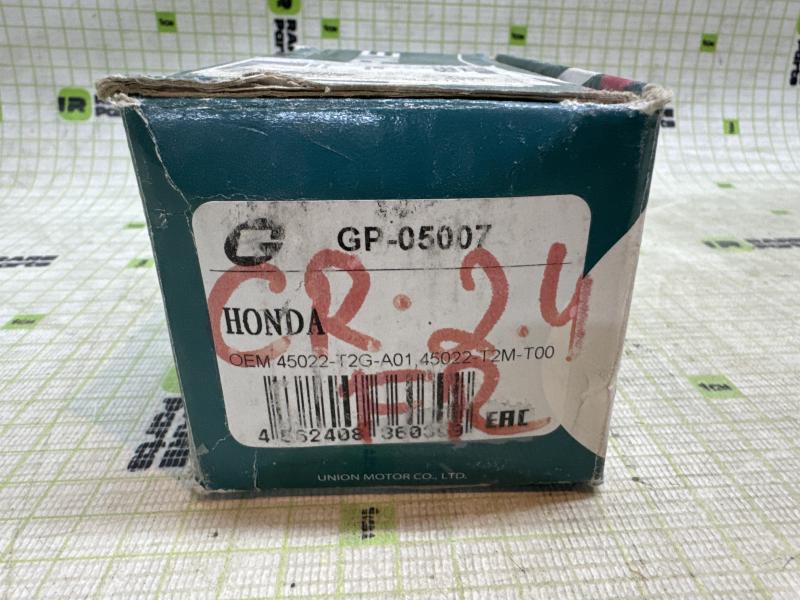 GP-05007
CR 2.4
HONDA
OEM 45022-T2G-A01,45022-T2M-T00
FR
EAC
UNION MOTOR CO., LTD.